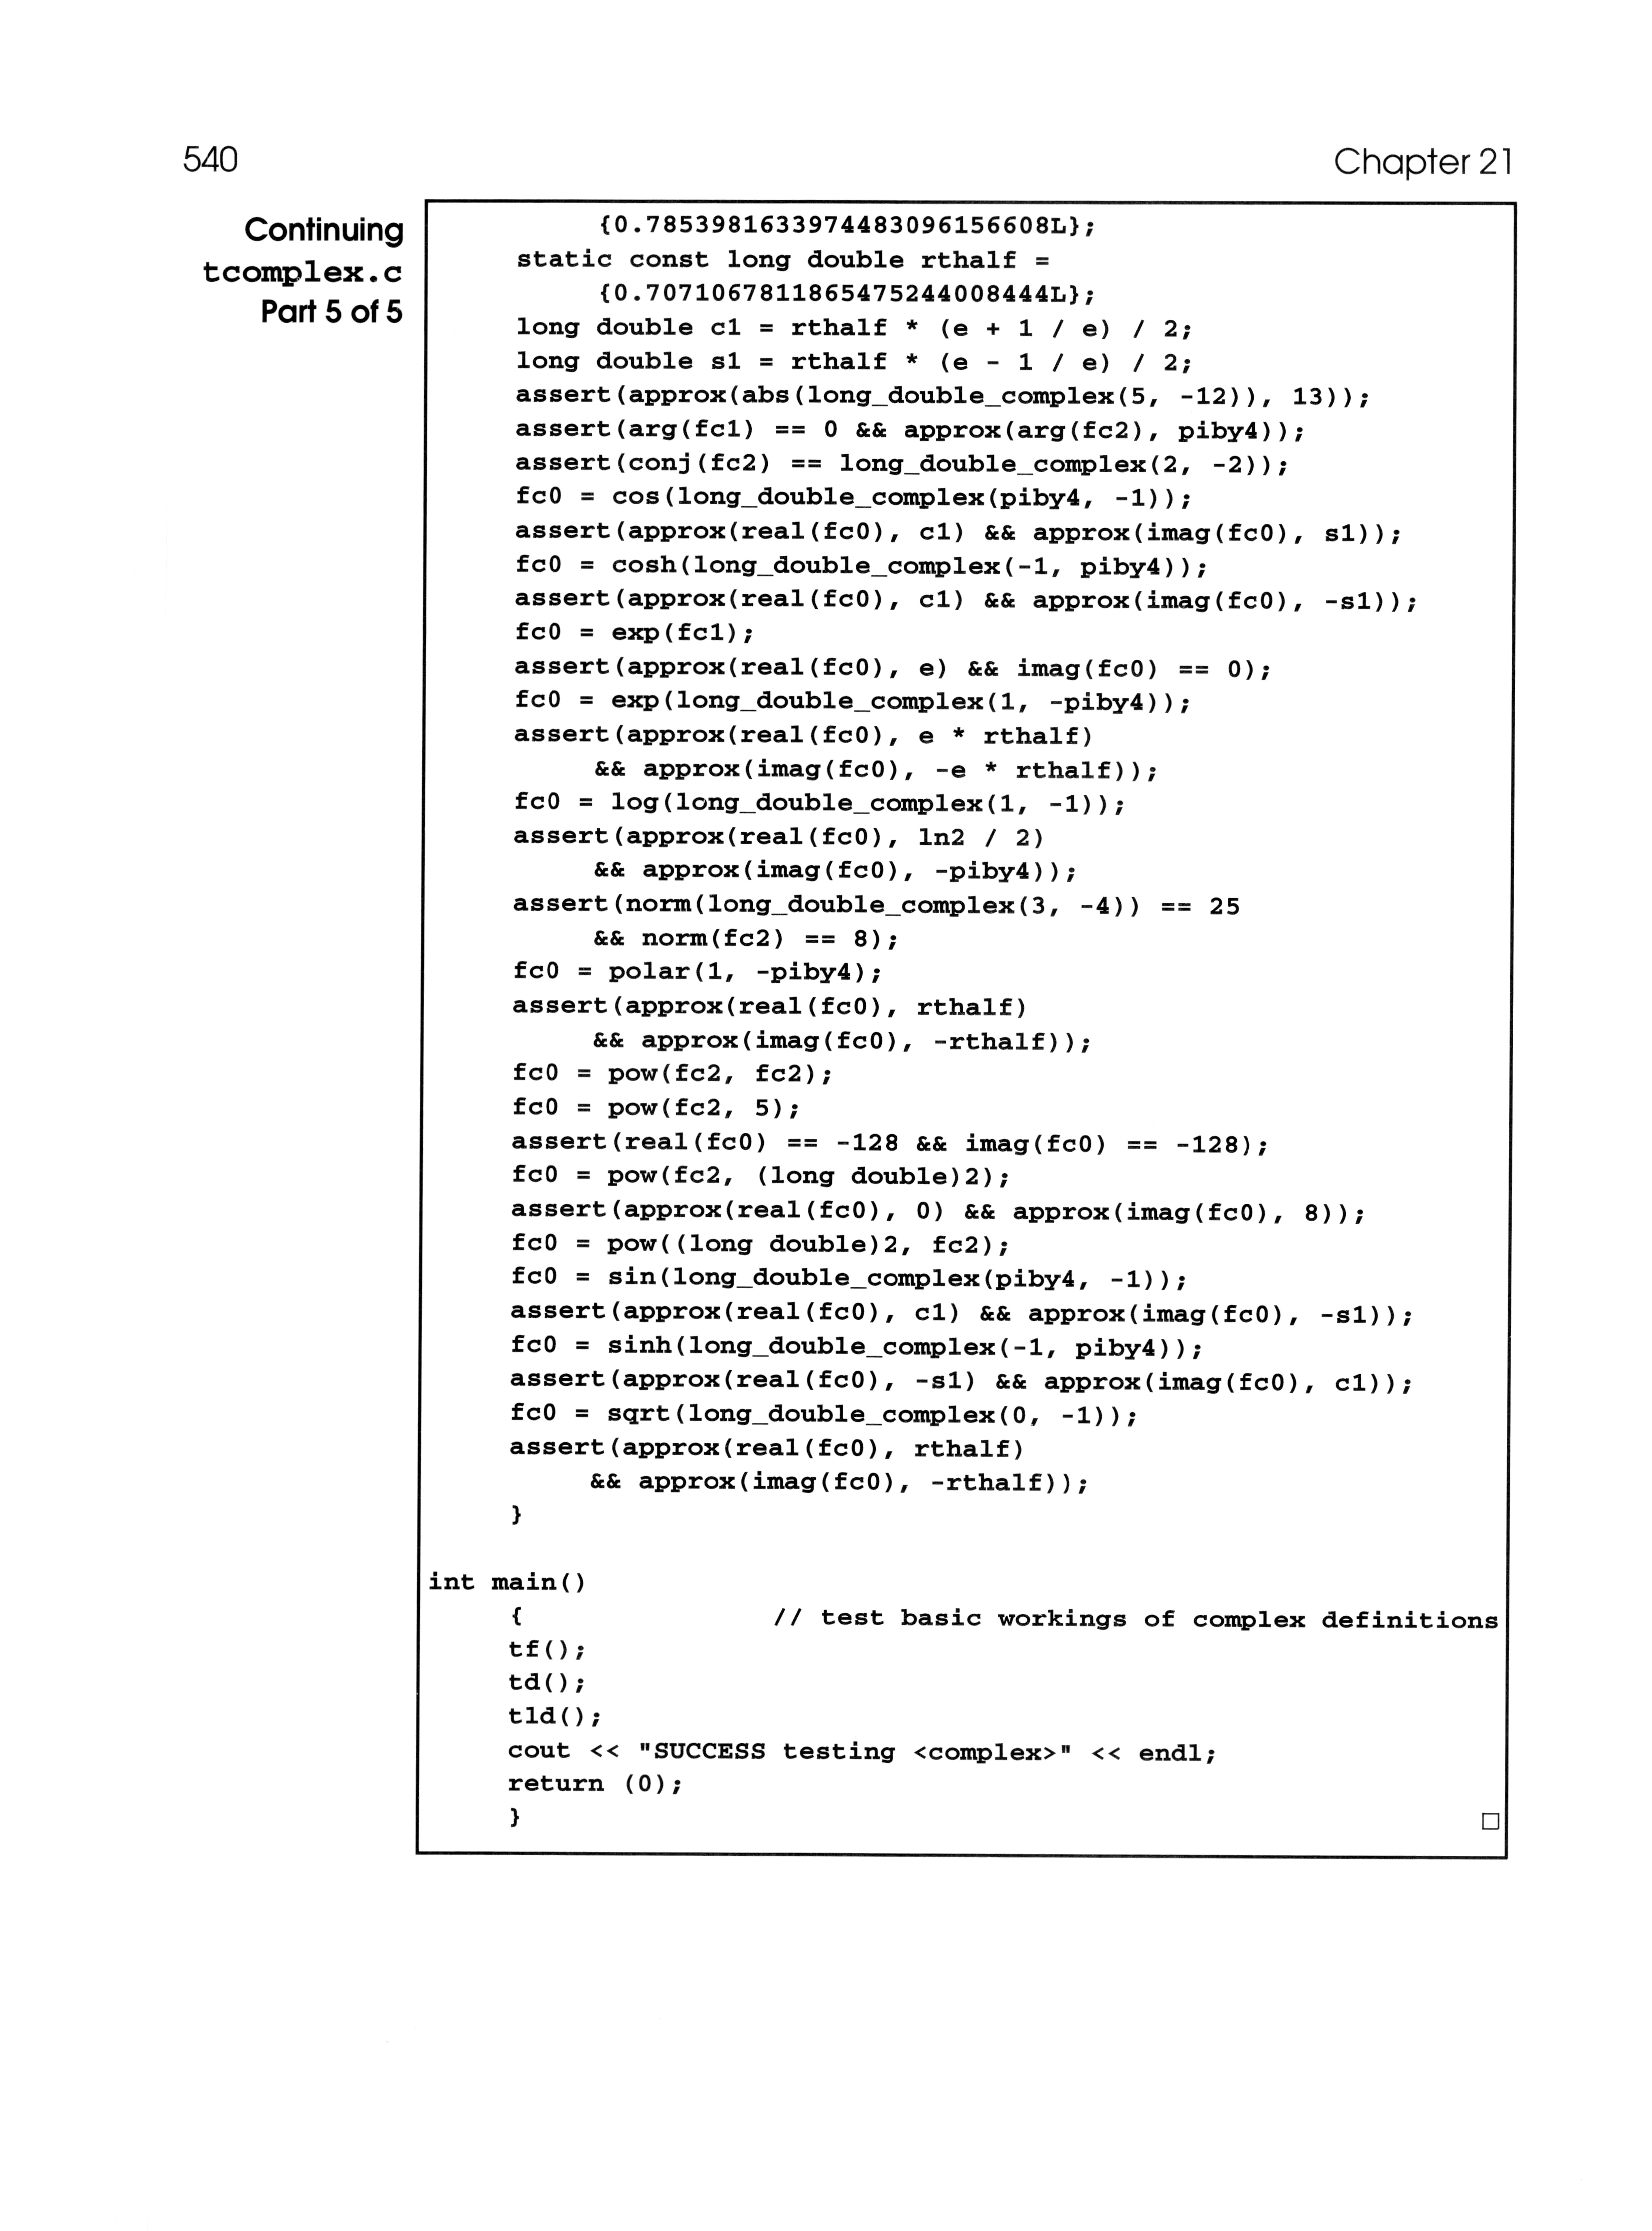 540
Chapter 21
Continuing
tcomplex.c
Part 5 of 5
{0.7853981633974483096156608L};
static const long double rthalf =
{0.7071067811865475244008444L};
long double c1 = rthalf * (e + 1 / e) / 2;
long double s1 = rthalf * (e - 1 / e) / 2;
assert(approx(abs(long_double_complex(5, -12)), 13));
assert(arg(fc1) == 0 && approx(arg(fc2), piby4));
assert(conj(fc2) == long_double_complex(2, -2));
fc0 = cos(long_double_complex(piby4, -1));
assert(approx(real(fc0), c1) && approx(imag(fc0), s1));
fc0 = cosh(long_double_complex(-1, piby4));
assert(approx(real(fc0), c1) && approx(imag(fc0), -s1));
fc0 = exp(fc1);
assert(approx(real(fc0), e) && imag(fc0) == 0);
fc0 = exp(long_double_complex(1, -piby4));
assert(approx(real(fc0), e * rthalf)
&& approx(imag(fc0), -e * rthalf));
fc0 = log(long_double_complex(1, -1));
assert(approx(real(fc0), ln2 / 2)
&& approx(imag(fc0), -piby4));
assert(norm(long_double_complex(3, -4)) == 25
&& norm(fc2) == 8);
fc0 = polar(1, -piby4);
assert(approx(real(fc0), rthalf)
&& approx(imag(fc0), -rthalf));
fc0 = pow(fc2, fc2);
fc0 = pow(fc2, 5);
assert(real(fc0) == -128 && imag(fc0) == -128);
fc0 = pow(fc2, (long double)2);
assert(approx(real(fc0), 0) && approx(imag(fc0), 8));
fc0 = pow((long double)2, fc2);
fc0 = sin(long_double_complex(piby4, -1));
assert(approx(real(fc0), c1) && approx(imag(fc0), -s1));
fc0 = sinh(long_double_complex(-1, piby4));
assert(approx(real(fc0), -s1) && approx(imag(fc0), c1));
fc0 = sqrt(long_double_complex(0, -1));
assert(approx(real(fc0), rthalf)
&& approx(imag(fc0), -rthalf));
}
int main()
{ // test basic workings of complex definitions
tf();
td();
tld();
cout << "SUCCESS testing <complex>" << endl;
return (0);
} □